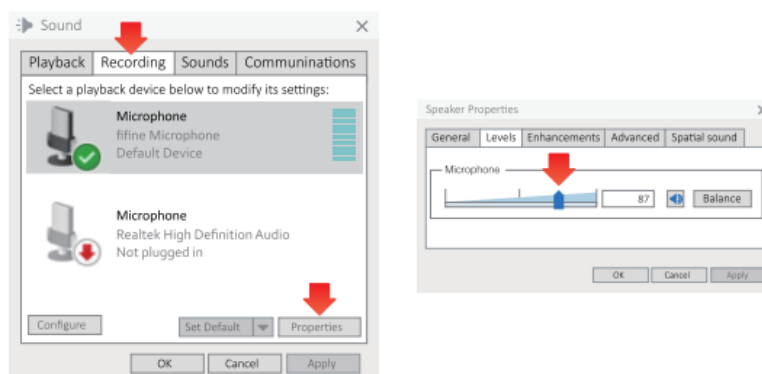 Sound
Playback Recording Sounds Communinations
Select a playback device below to modify its settings:
Microphone
fifine Microphone
Default Device
Microphone
Realtek High Definition Audio
Not plugged in
Configure Set Default Properties
OK Cancel Apply
Speaker Properties
General Levels Enhancements Advanced Spatial sound
Microphone
87 Balance
OK Cancel Apply